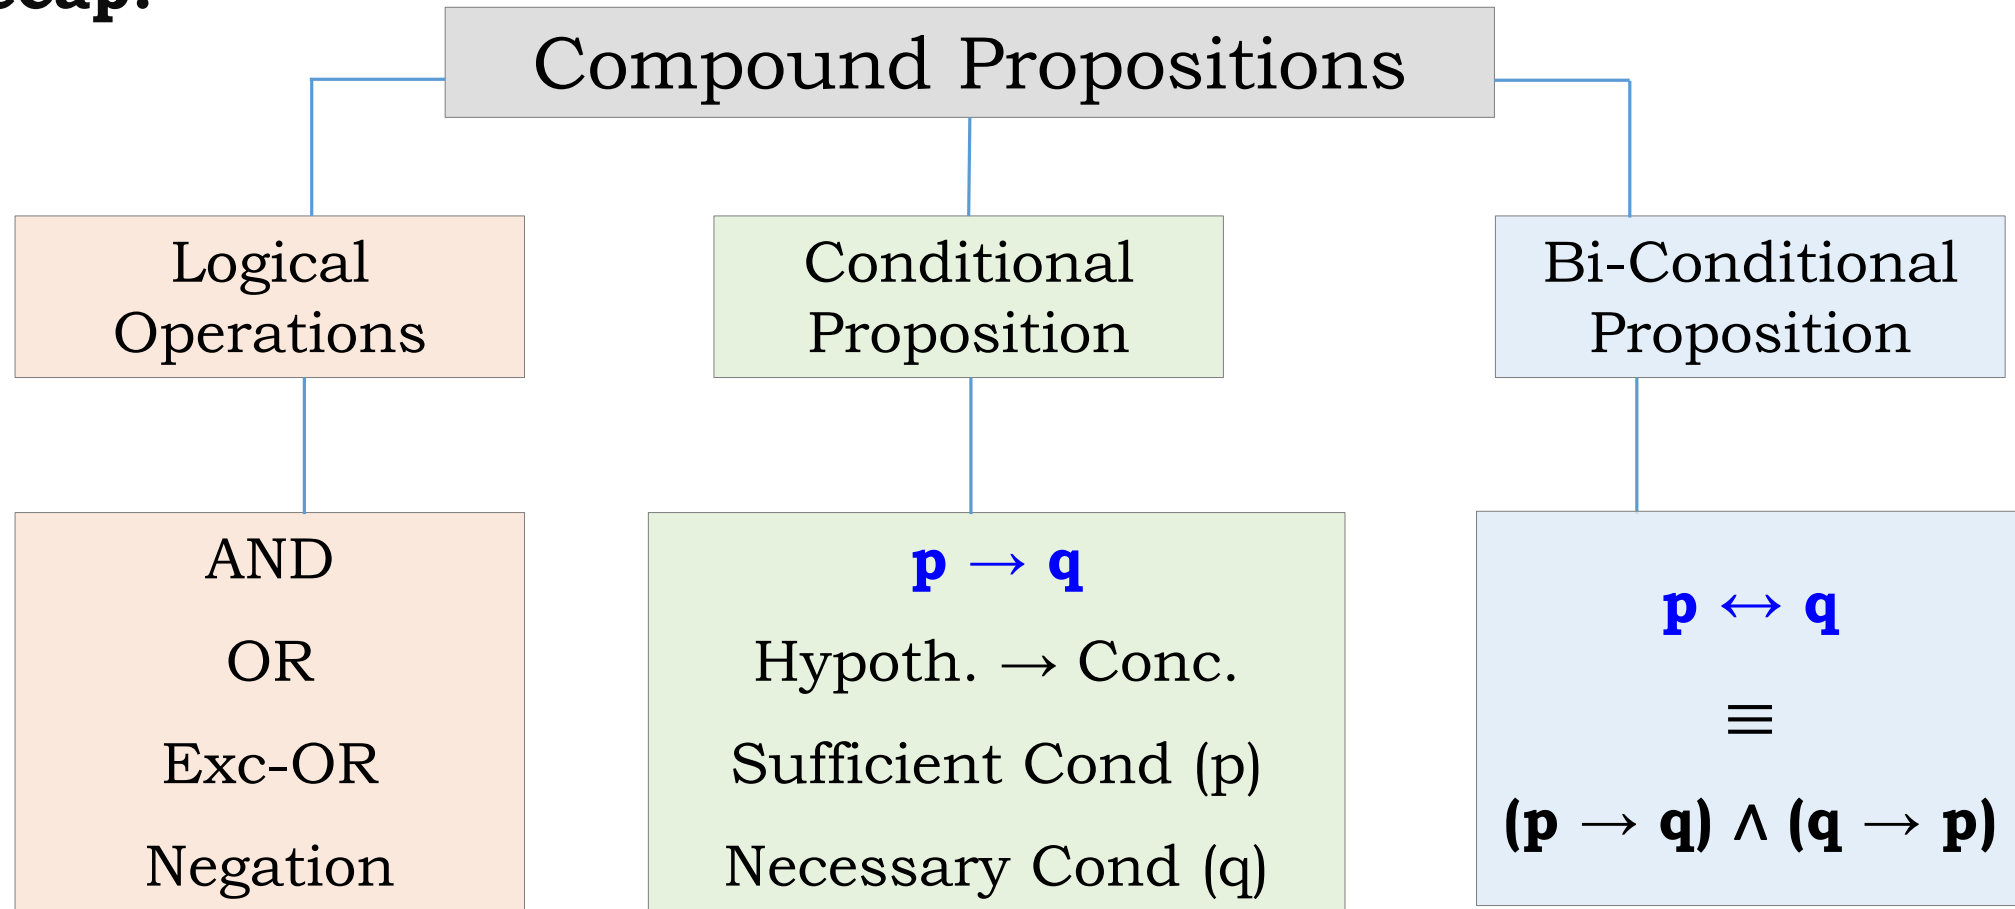 Compound Propositions
Logical
Operations
Conditional
Proposition
Bi-Conditional
Proposition
AND
OR
Exc-OR
Negation
p → q
Hypoth. → Conc.
Sufficient Cond (p)
Necessary Cond (q)
p ↔ q
≡
(p → q) ∧ (q → p)